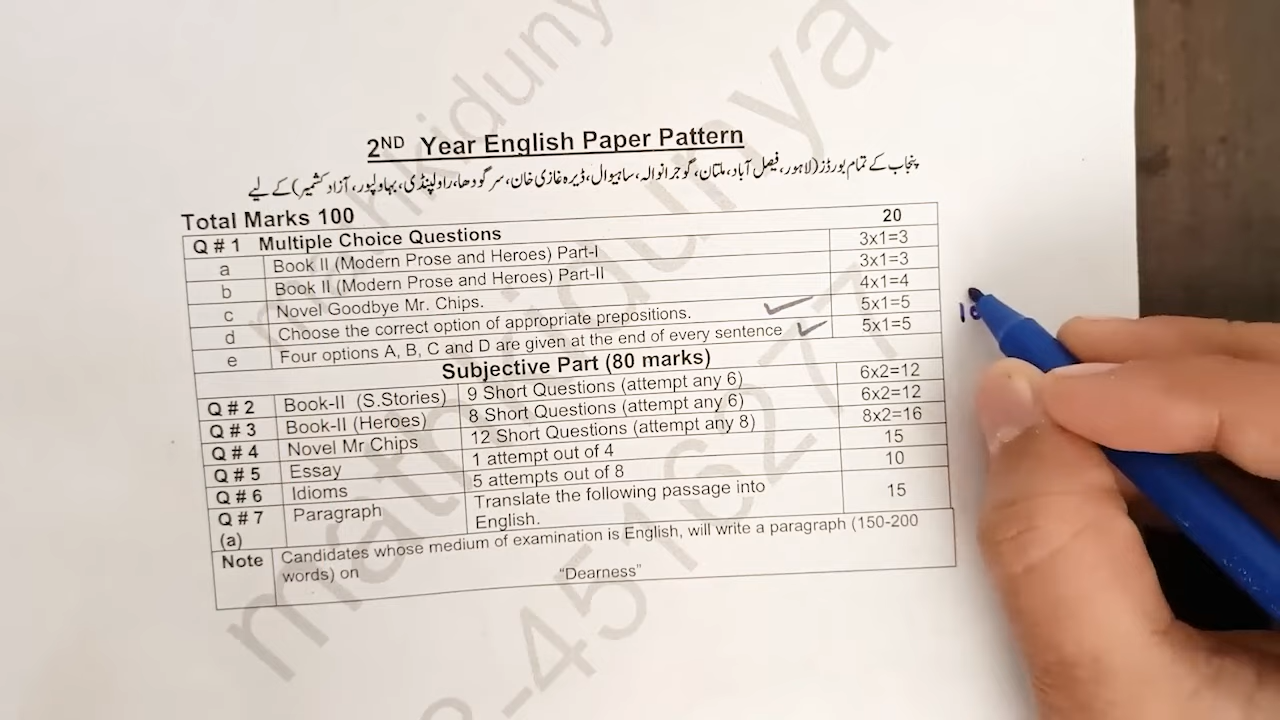 2ND Year English Paper Pattern
پنجاب کے تمام بورڈز (لاہور، فیصل آباد، ملتان، گوجرانوالہ، ساہیوال، ڈیرہ غازی خان، سرگودھا، راولپنڈی، بہاولپور، آزاد کشمیر) کے لیے
Total Marks 100
Q # 1 Multiple Choice Questions 20
a Book II (Modern Prose and Heroes) Part-I 3x1=3
b Book II (Modern Prose and Heroes) Part-II 3x1=3
c Novel Goodbye Mr. Chips. 4x1=4
d Choose the correct option of appropriate prepositions. 5x1=5
e Four options A, B, C and D are given at the end of every sentence 5x1=5
Subjective Part (80 marks)
Q # 2 Book-II (S.Stories) 9 Short Questions (attempt any 6) 6x2=12
Q # 3 Book-II (Heroes) 8 Short Questions (attempt any 6) 6x2=12
Q # 4 Novel Mr Chips 12 Short Questions (attempt any 8) 8x2=16
Q # 5 Essay 1 attempt out of 4 15
Q # 6 Idioms 5 attempts out of 8 10
Q # 7 Paragraph Translate the following passage into 15
(a) English.
Note Candidates whose medium of examination is English, will write a paragraph (150-200
words) on "Dearness"